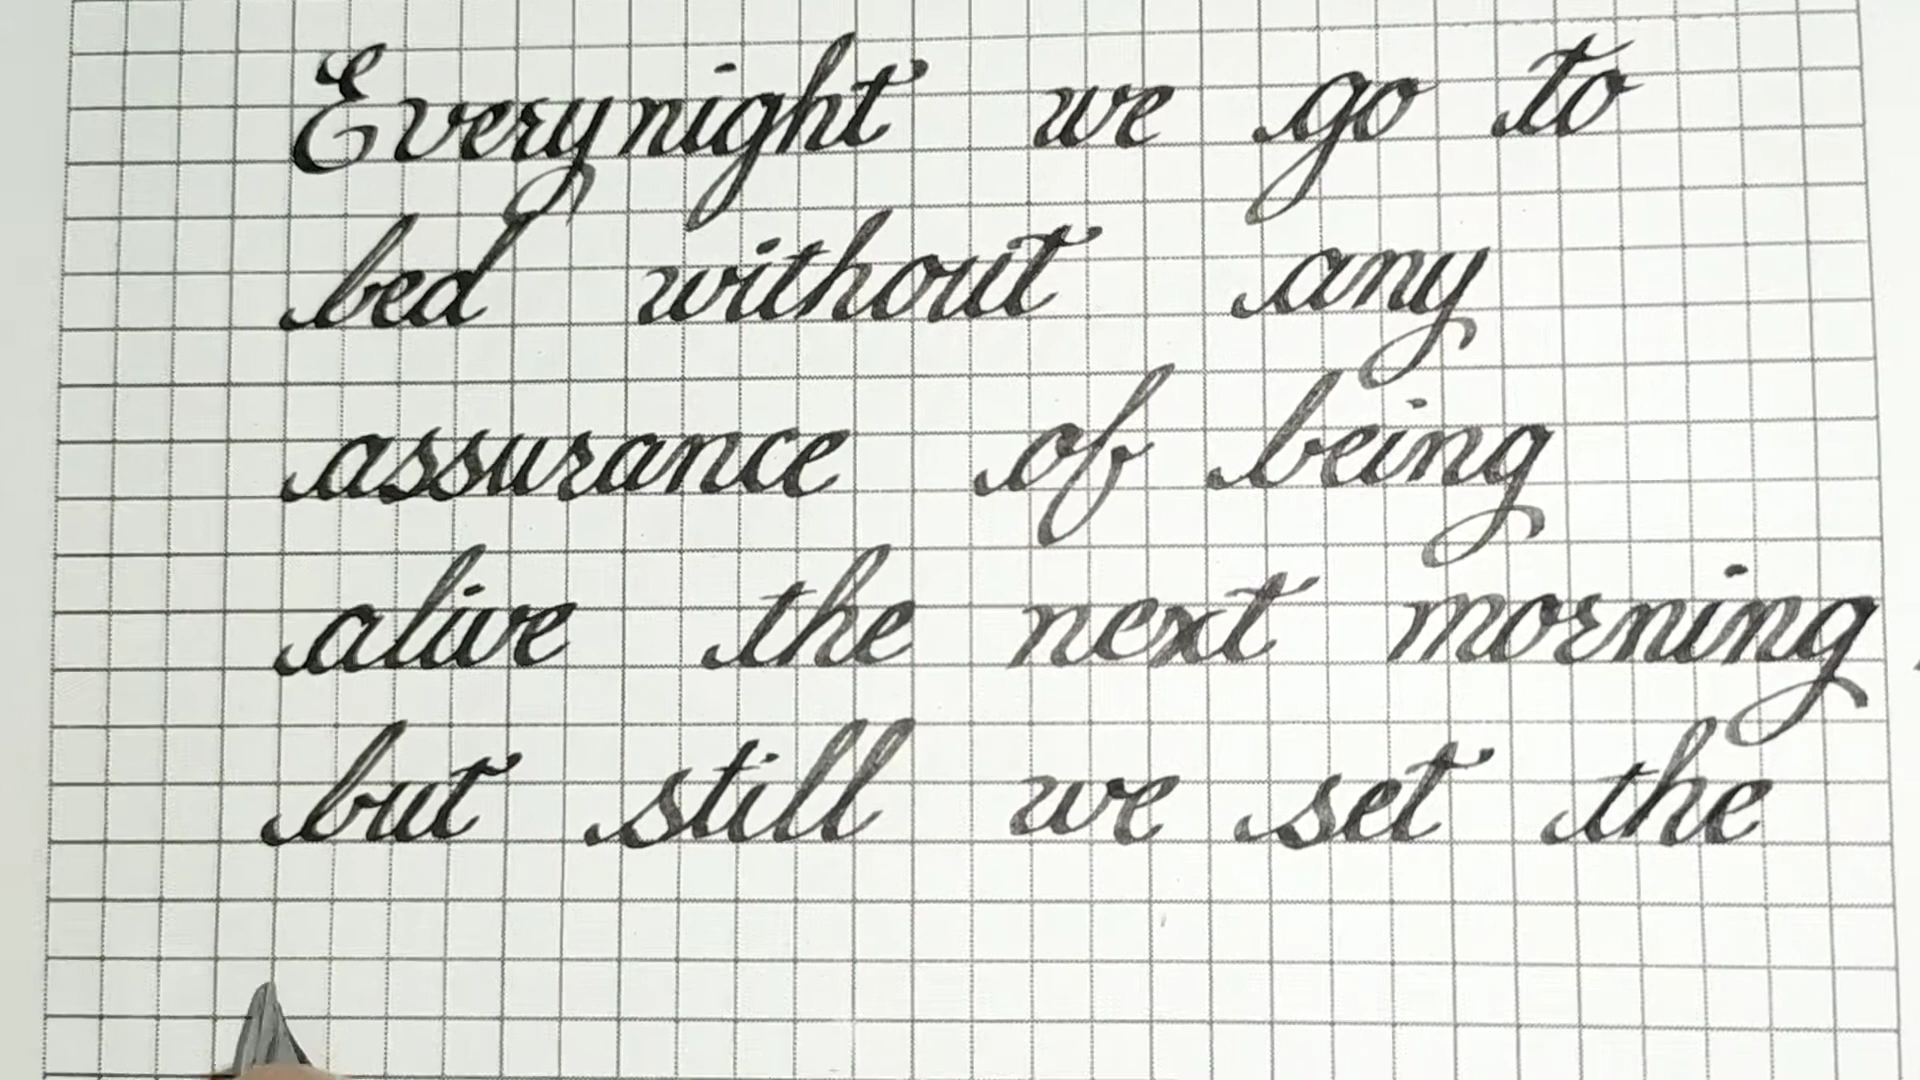 Everynight we go to
bed without any
assurance of being
alive the next morning,
but still we set the